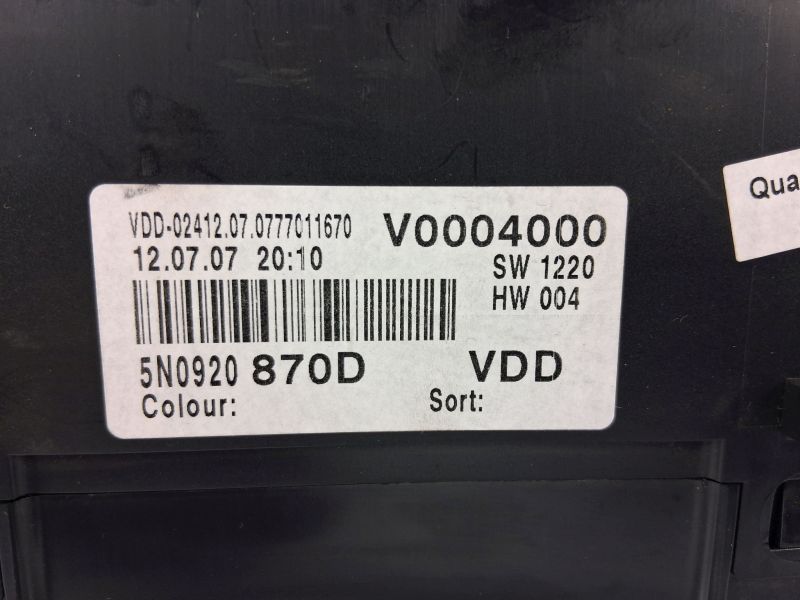 VDD-02412.07.0777011670 V0004000
12.07.07 20:10 SW 1220
HW 004
5N0920 870D VDD
Colour: Sort:
Qua